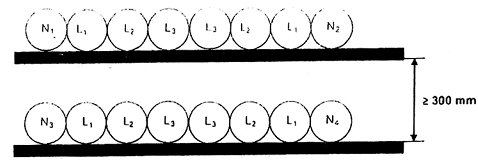 N₁ L₁ L₂ L₃ L₃ L₂ L₁ N₂
≥ 300 mm
N₃ L₁ L₂ L₃ L₃ L₂ L₁ N₄